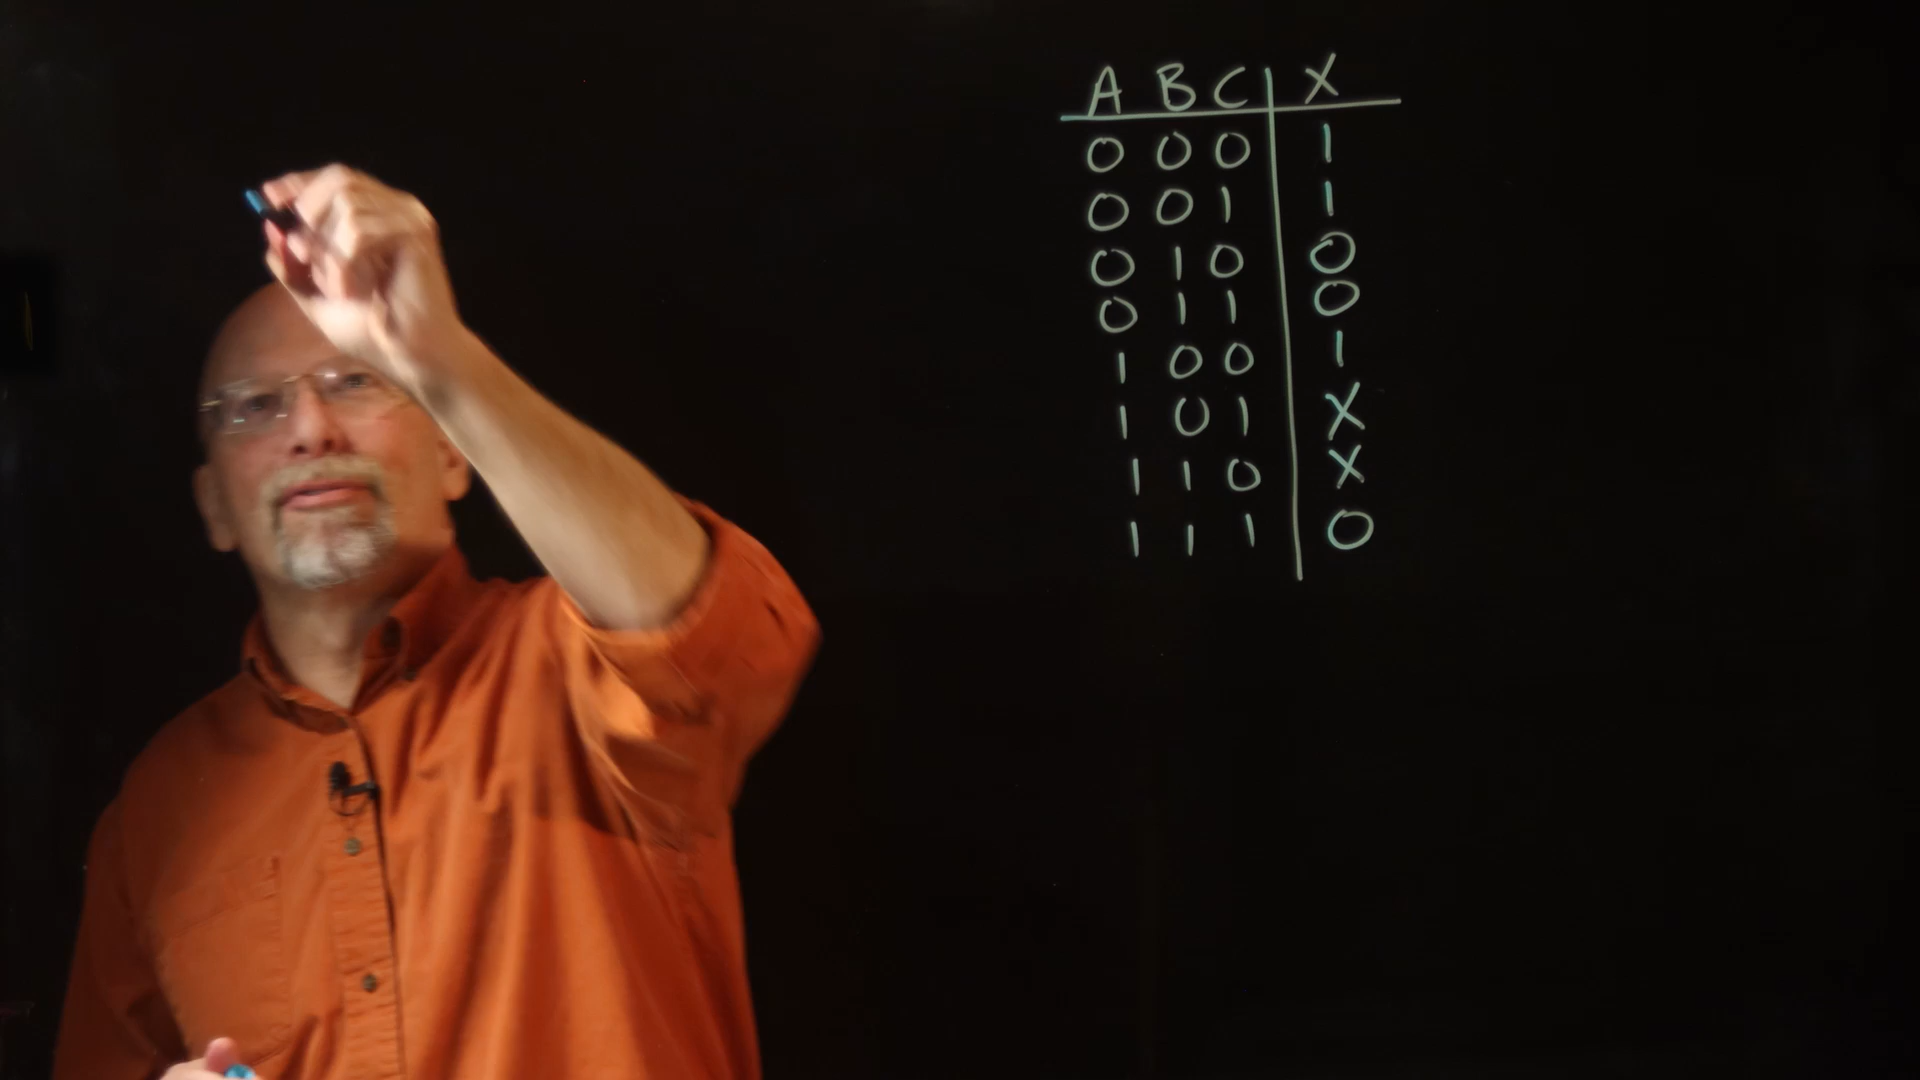 A B C X
0 0 0 1
0 0 1 1
0 1 0 0
0 1 1 0
1 0 0 1
1 0 1 X
1 1 0 X
1 1 1 0